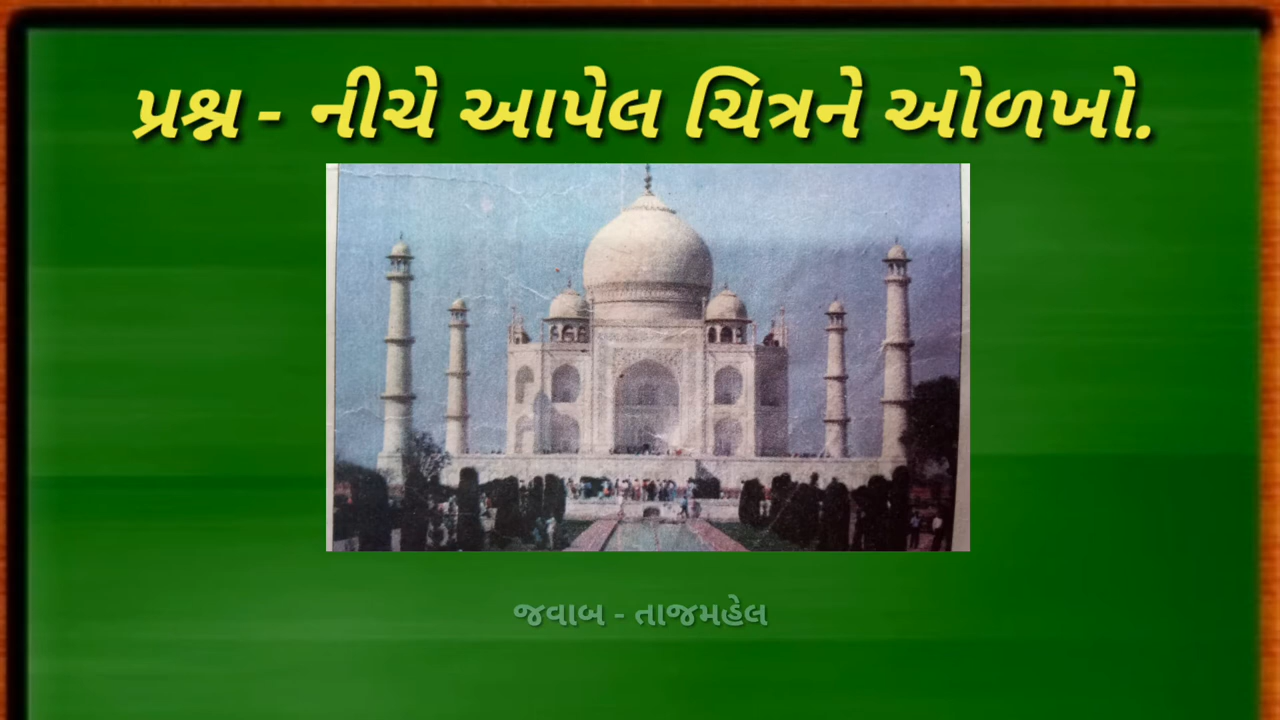 પ્રશ્ન - નીચે આપેલ ચિત્રને ઓળખો.
જવાબ - તાજમહેલ